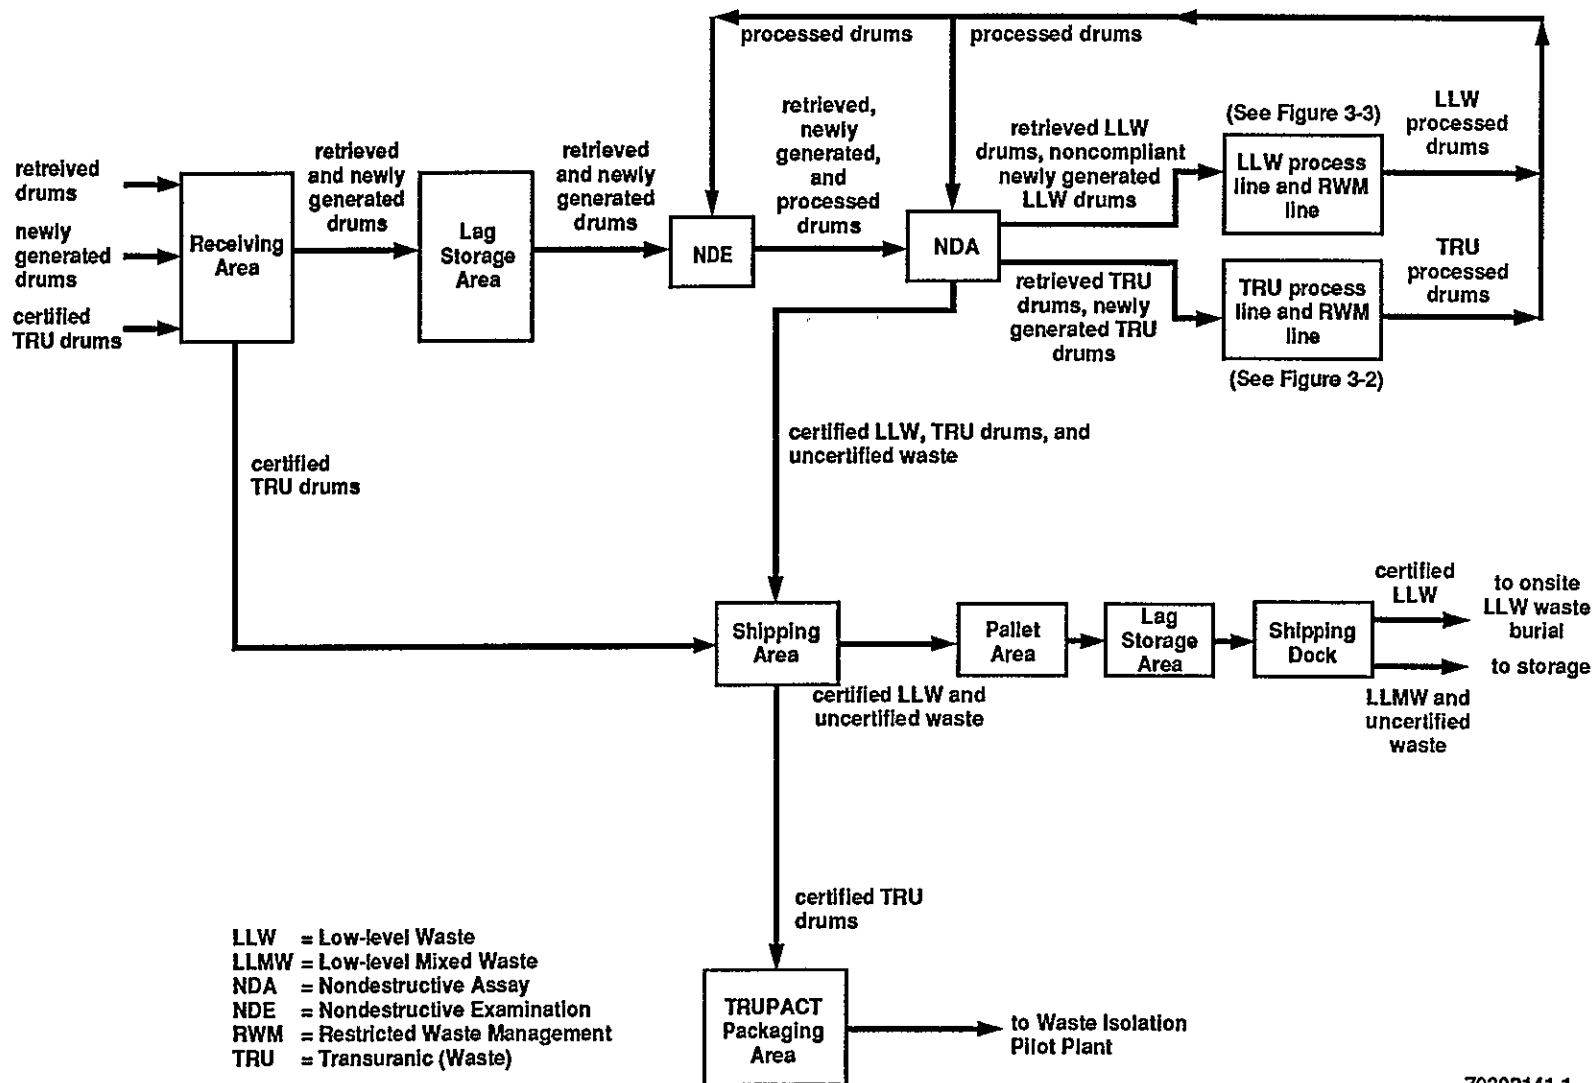 processed drums
processed drums
retreived
drums
newly
generated
drums
certified
TRU drums
Receiving
Area
retrieved
and newly
generated
drums
Lag
Storage
Area
retrieved
and newly
generated
drums
NDE
retrieved,
newly
generated,
and
processed
drums
NDA
retrieved LLW
drums, noncompliant
newly generated
LLW drums
(See Figure 3-3)
LLW process
line and RWM
line
LLW
processed
drums
retrieved TRU
drums, newly
generated TRU
drums
TRU process
line and RWM
line
(See Figure 3-2)
TRU
processed
drums
certified LLW, TRU drums, and
uncertified waste
certified
TRU drums
Shipping
Area
certified LLW and
uncertified waste
Pallet
Area
Lag
Storage
Area
Shipping
Dock
certified
LLW
to onsite
LLW waste
burial
to storage
LLMW and
uncertified
waste
certified TRU
drums
TRUPACT
Packaging
Area
to Waste Isolation
Pilot Plant
LLW = Low-level Waste
LLMW = Low-level Mixed Waste
NDA = Nondestructive Assay
NDE = Nondestructive Examination
RWM = Restricted Waste Management
TRU = Transuranic (Waste)